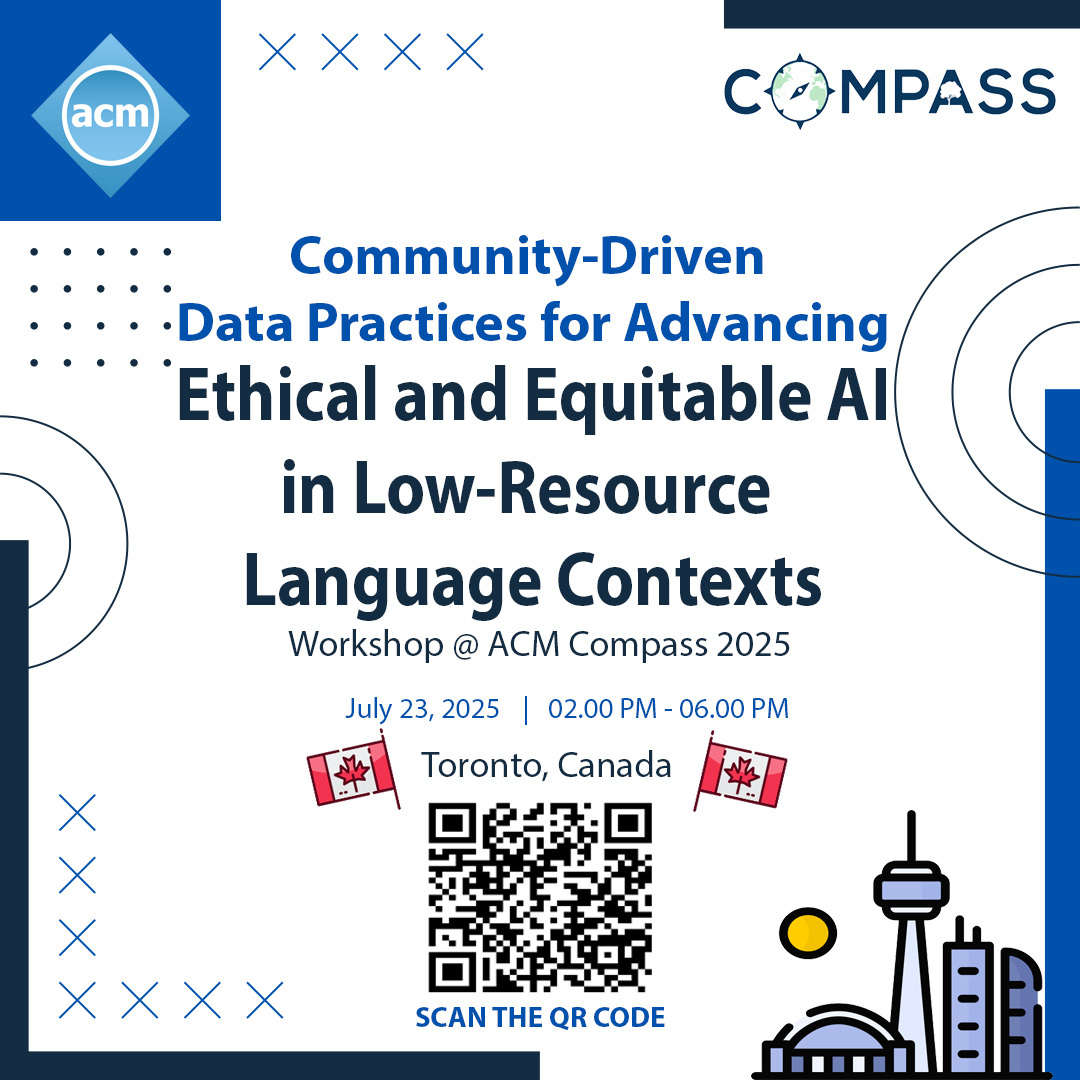 acm
COMPASS
Community-Driven
Data Practices for Advancing
Ethical and Equitable AI
in Low-Resource
Language Contexts
Workshop @ ACM Compass 2025
July 23, 2025 | 02.00 PM - 06.00 PM
Toronto, Canada
SCAN THE QR CODE